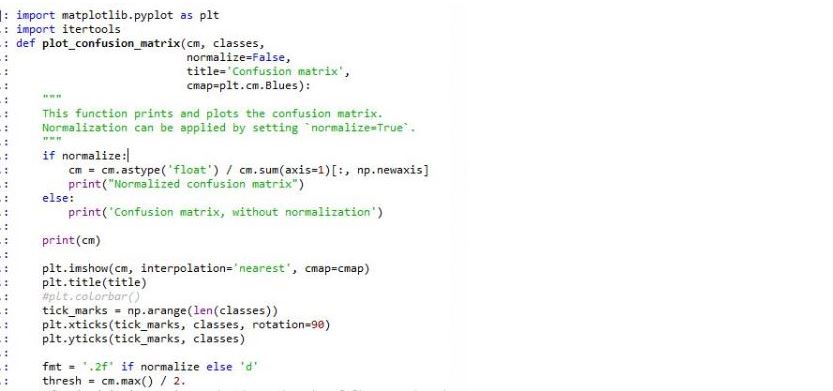 : import matplotlib.pyplot as plt
.: import itertools
.: def plot_confusion_matrix(cm, classes,
.:                           normalize=False,
.:                           title='Confusion matrix',
.:                           cmap=plt.cm.Blues):
.:     """
.:     This function prints and plots the confusion matrix.
.:     Normalization can be applied by setting `normalize=True`.
.:     """
.:     if normalize:
.:         cm = cm.astype('float') / cm.sum(axis=1)[:, np.newaxis]
.:         print("Normalized confusion matrix")
.:     else:
.:         print('Confusion matrix, without normalization')
.:
.:     print(cm)
.:
.:     plt.imshow(cm, interpolation='nearest', cmap=cmap)
.:     plt.title(title)
.:     #plt.colorbar()
.:     tick_marks = np.arange(len(classes))
.:     plt.xticks(tick_marks, classes, rotation=90)
.:     plt.yticks(tick_marks, classes)
.:
.:     fmt = '.2f' if normalize else 'd'
.:     thresh = cm.max() / 2.